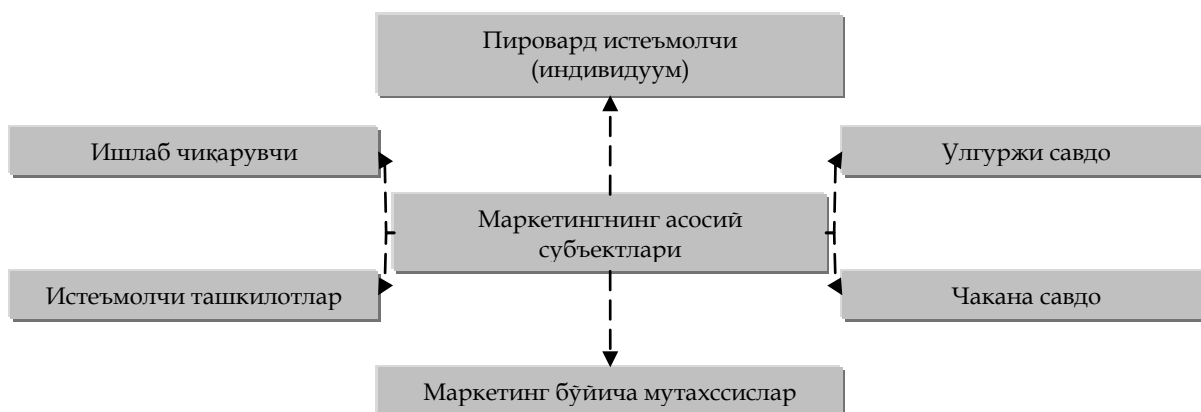 Пировард истеъмолчи
(индивидуум)
Ишлаб чиқарувчи
Улгуржи савдо
Маркетингнинг асосий
субъектлари
Истеъмолчи ташкилотлар
Чакана савдо
Маркетинг бўйича мутахссислар